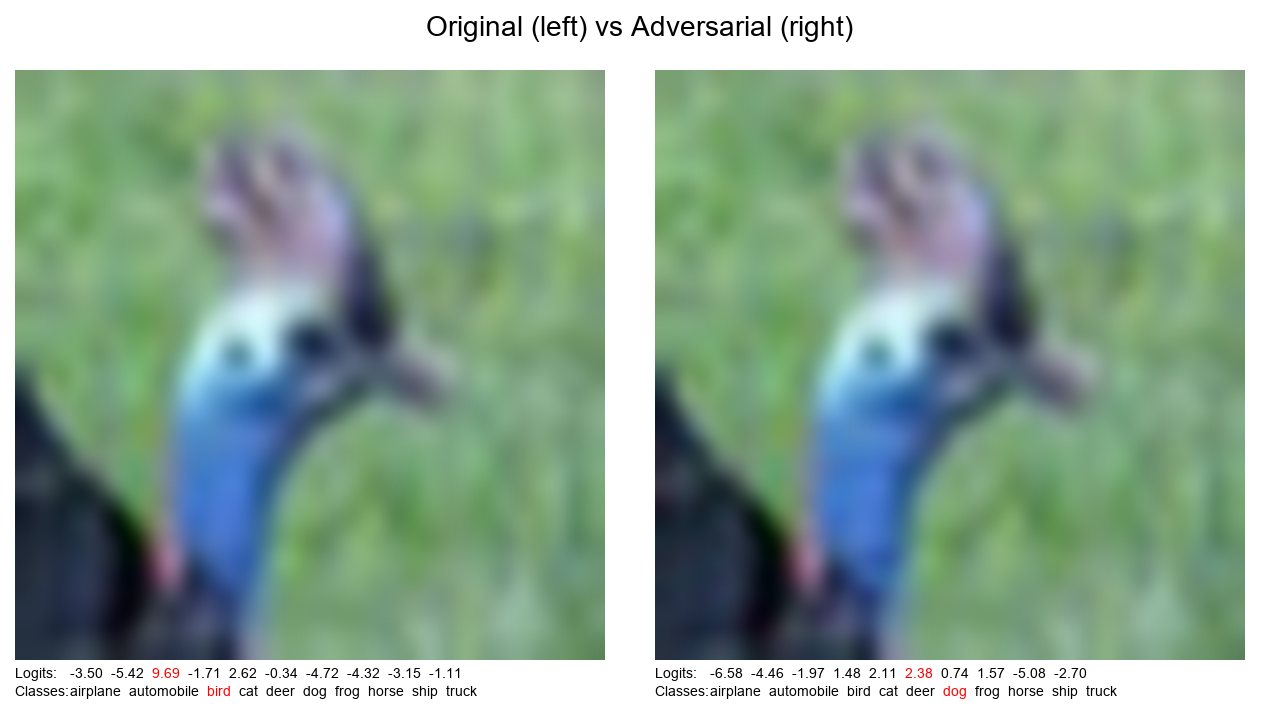 Original (left) vs Adversarial (right)
Logits: -3.50 -5.42 9.69 -1.71 2.62 -0.34 -4.72 -4.32 -3.15 -1.11
Classes: airplane automobile bird cat deer dog frog horse ship truck
Logits: -6.58 -4.46 -1.97 1.48 2.11 2.38 0.74 1.57 -5.08 -2.70
Classes: airplane automobile bird cat deer dog frog horse ship truck